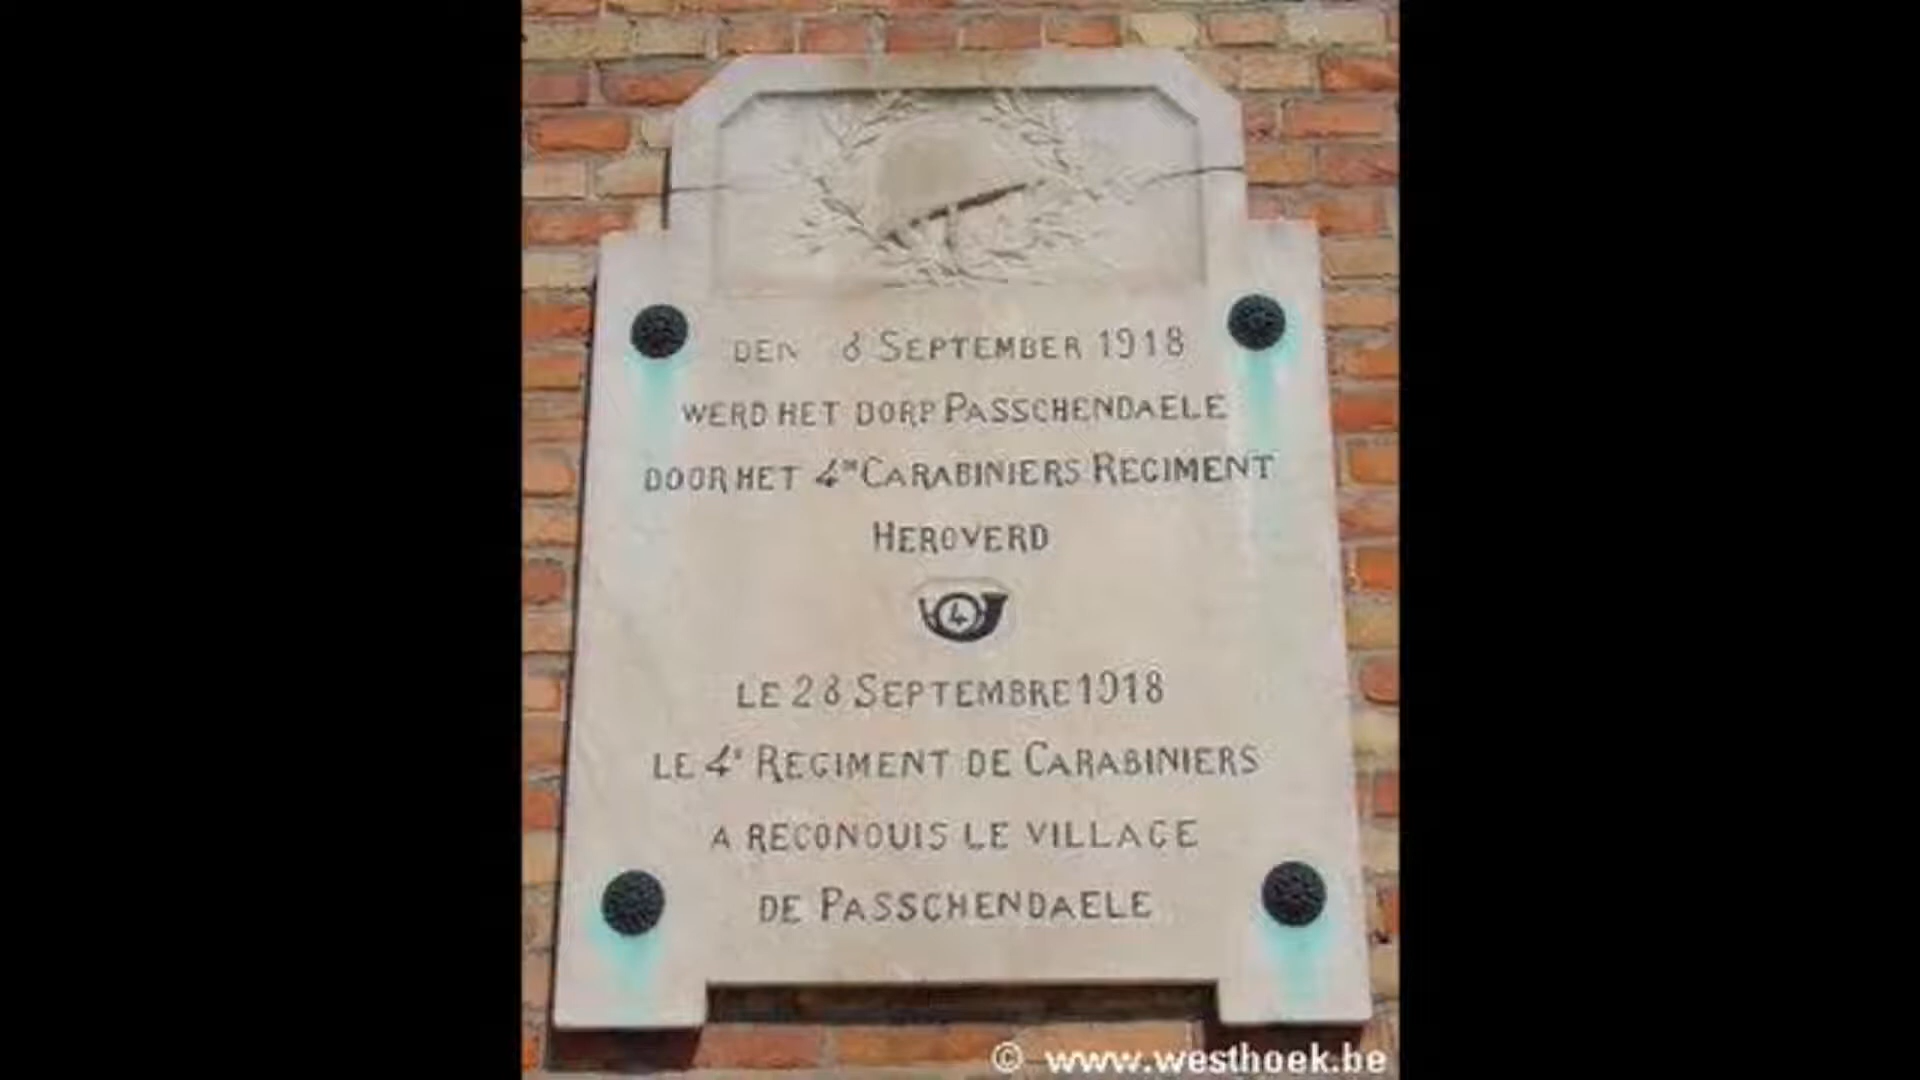 DEN 8 SEPTEMBER 1918
WERD HET DORP PASSCHENDAELE
DOOR HET 4DE CARABINIERS REGIMENT
HEROVERD
4
LE 28 SEPTEMBRE 1918
LE 4E REGIMENT DE CARABINIERS
A RECONQUIS LE VILLAGE
DE PASSCHENDAELE
© www.westhoek.be